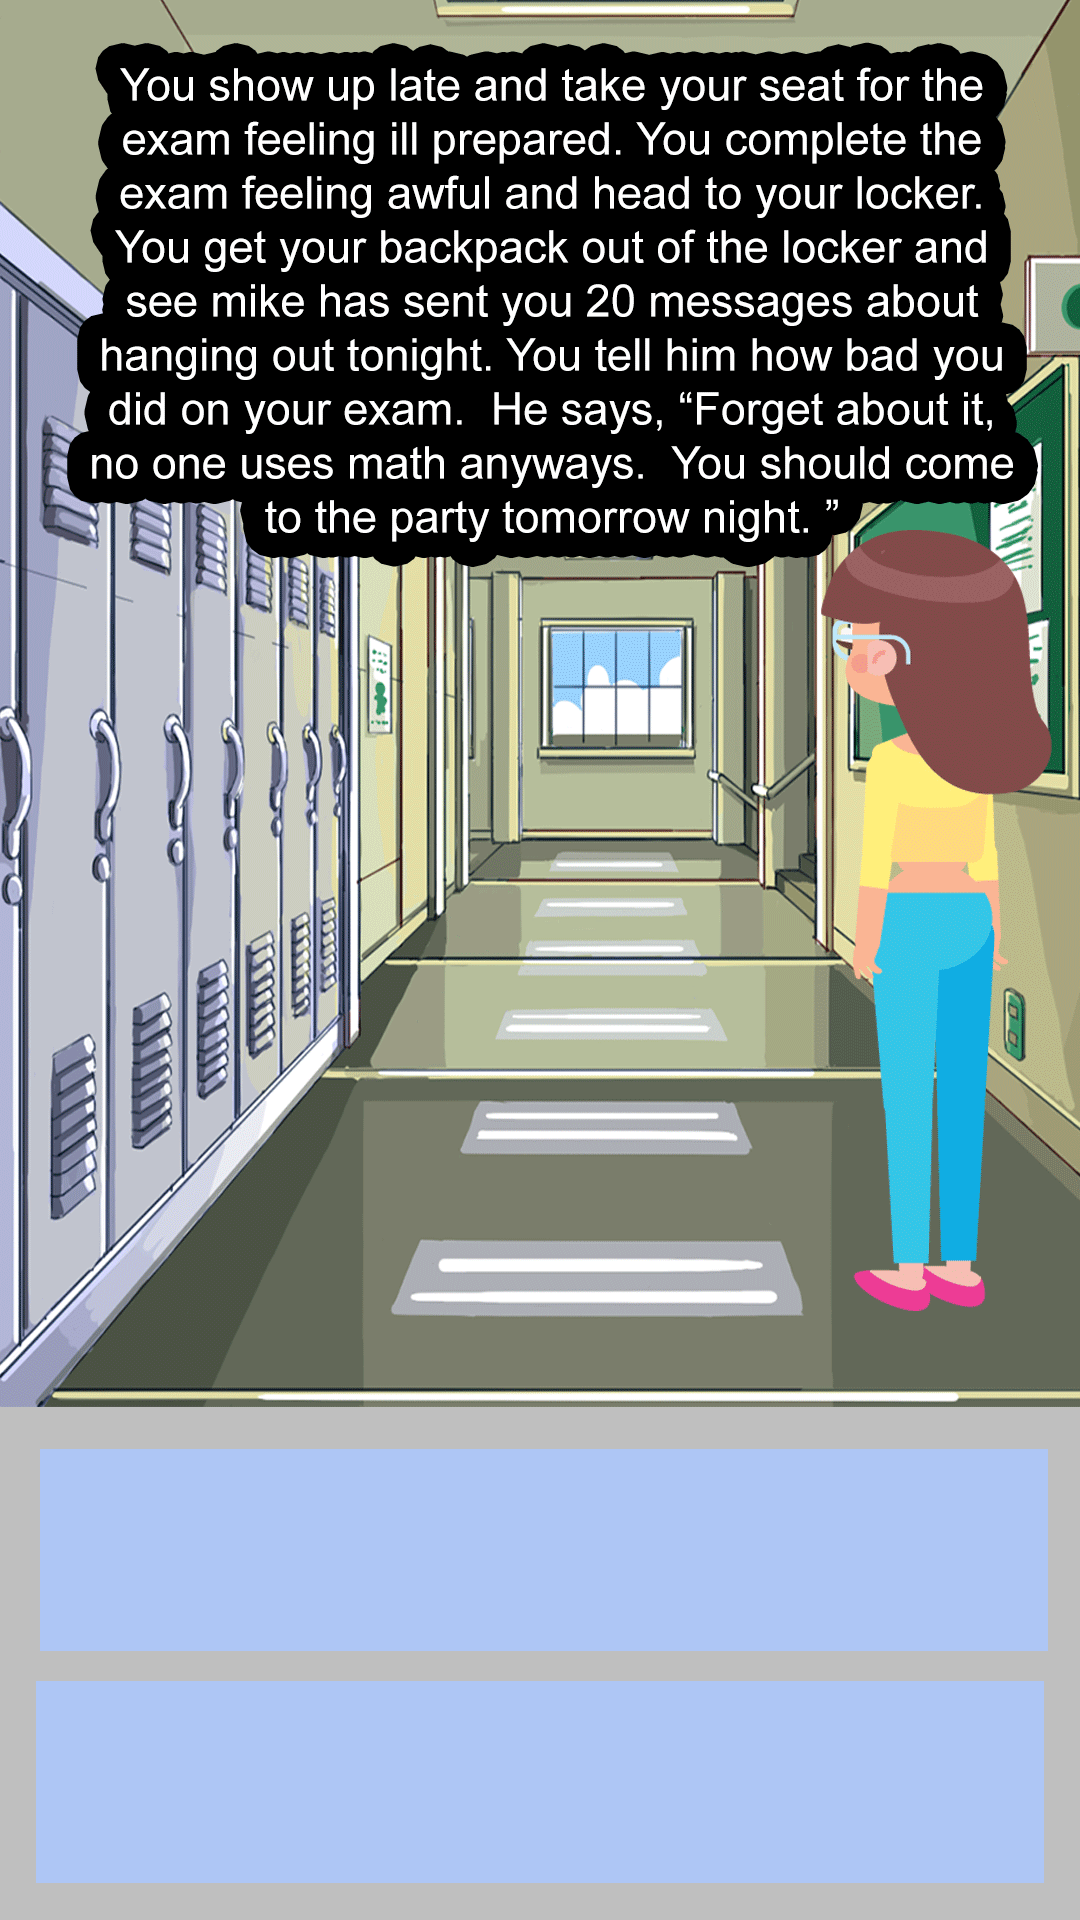 You show up late and take your seat for the
exam feeling ill prepared. You complete the
exam feeling awful and head to your locker.
You get your backpack out of the locker and
see mike has sent you 20 messages about
hanging out tonight. You tell him how bad you
did on your exam.  He says, “Forget about it,
no one uses math anyways.  You should come
to the party tomorrow night. ”